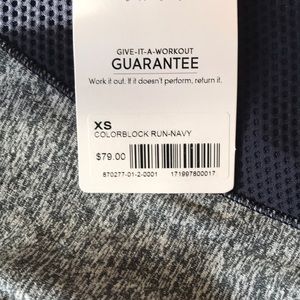 GIVE-IT-A-WORKOUT
GUARANTEE
Work it out. If it doesn't perform, return it.
XS
COLORBLOCK RUN-NAVY
$79.00
870277-01-2-0001 171997800017